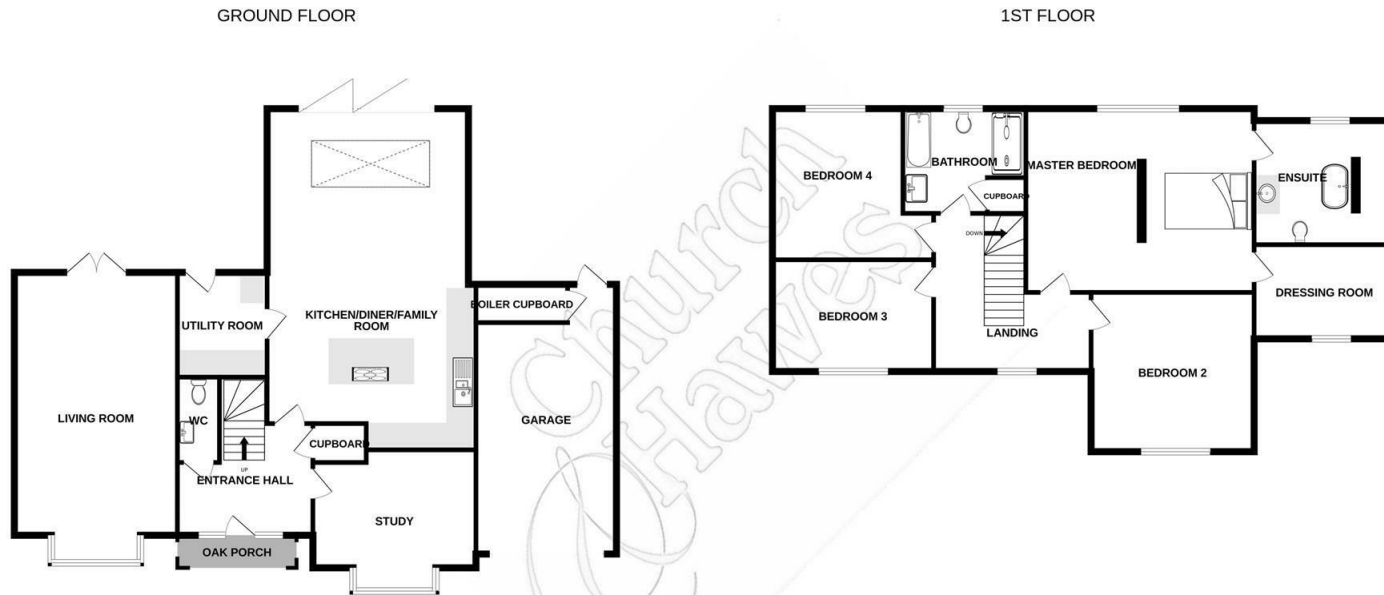 GROUND FLOOR
1ST FLOOR
KITCHEN/DINER/FAMILY
ROOM
BOILER CUPBOARD
UTILITY ROOM
LIVING ROOM
WC
UP
CUPBOARD
ENTRANCE HALL
STUDY
GARAGE
OAK PORCH
BEDROOM 4
BATHROOM
CUPBOARD
MASTER BEDROOM
ENSUITE
DOWN
DRESSING ROOM
BEDROOM 3
LANDING
BEDROOM 2
Church
& Hawes